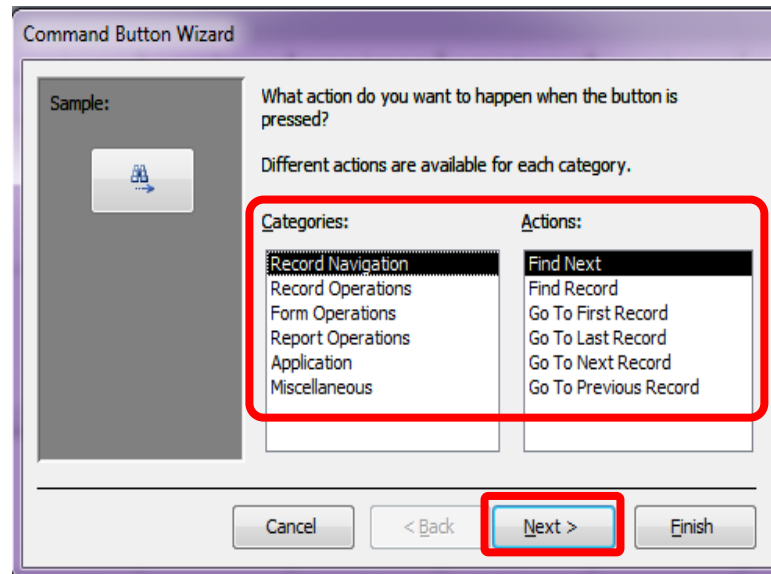 Command Button Wizard
Sample:
What action do you want to happen when the button is
pressed?
Different actions are available for each category.
Categories:
Actions:
Record Navigation
Record Operations
Form Operations
Report Operations
Application
Miscellaneous
Find Next
Find Record
Go To First Record
Go To Last Record
Go To Next Record
Go To Previous Record
Cancel
< Back
Next >
Finish